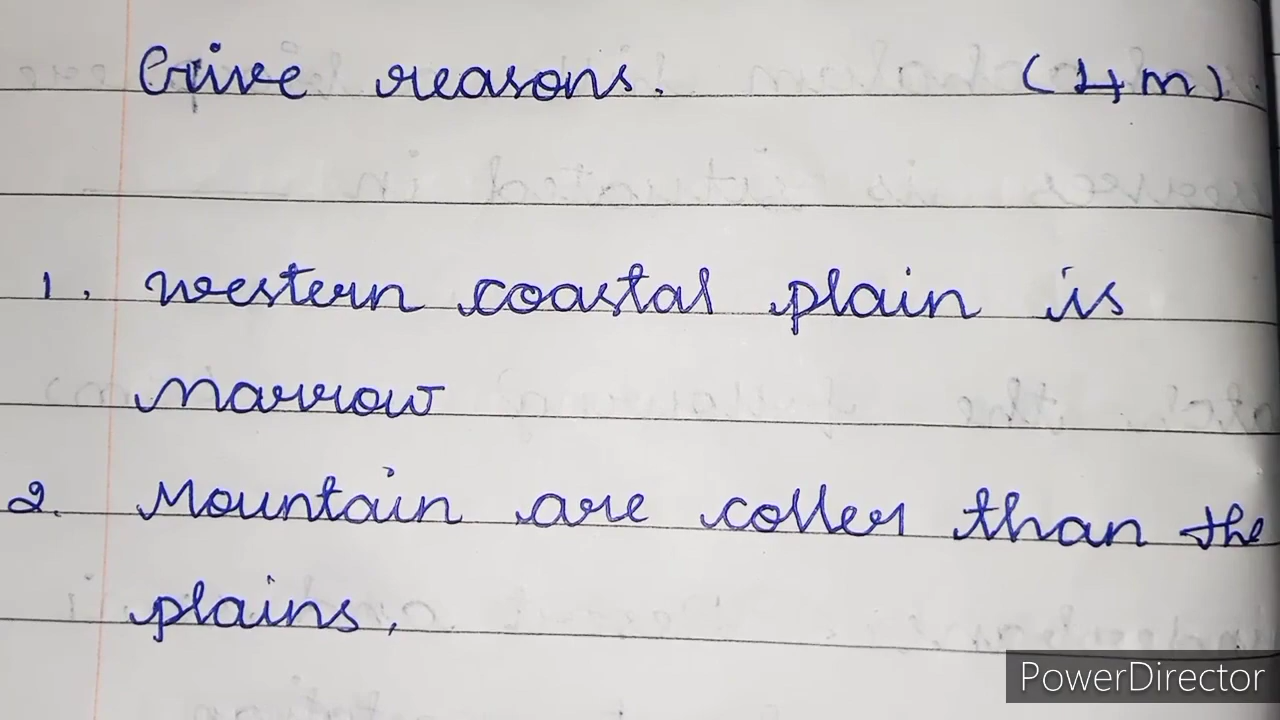 Give reasons. (4m)
1. Western coastal plain is
narrow
2. Mountain are coller than the
plains,
PowerDirector